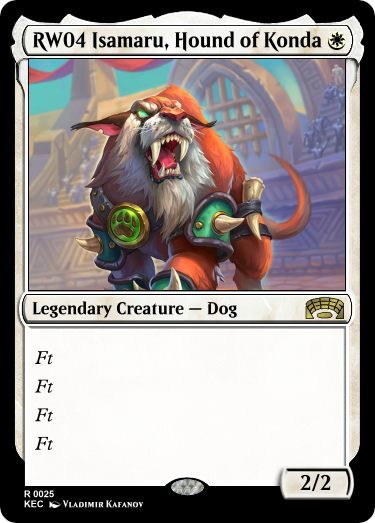 RW04 Isamaru, Hound of Konda
Legendary Creature — Dog
Ft
Ft
Ft
Ft
2/2
R 0025
KEC Vladimir Kafanov